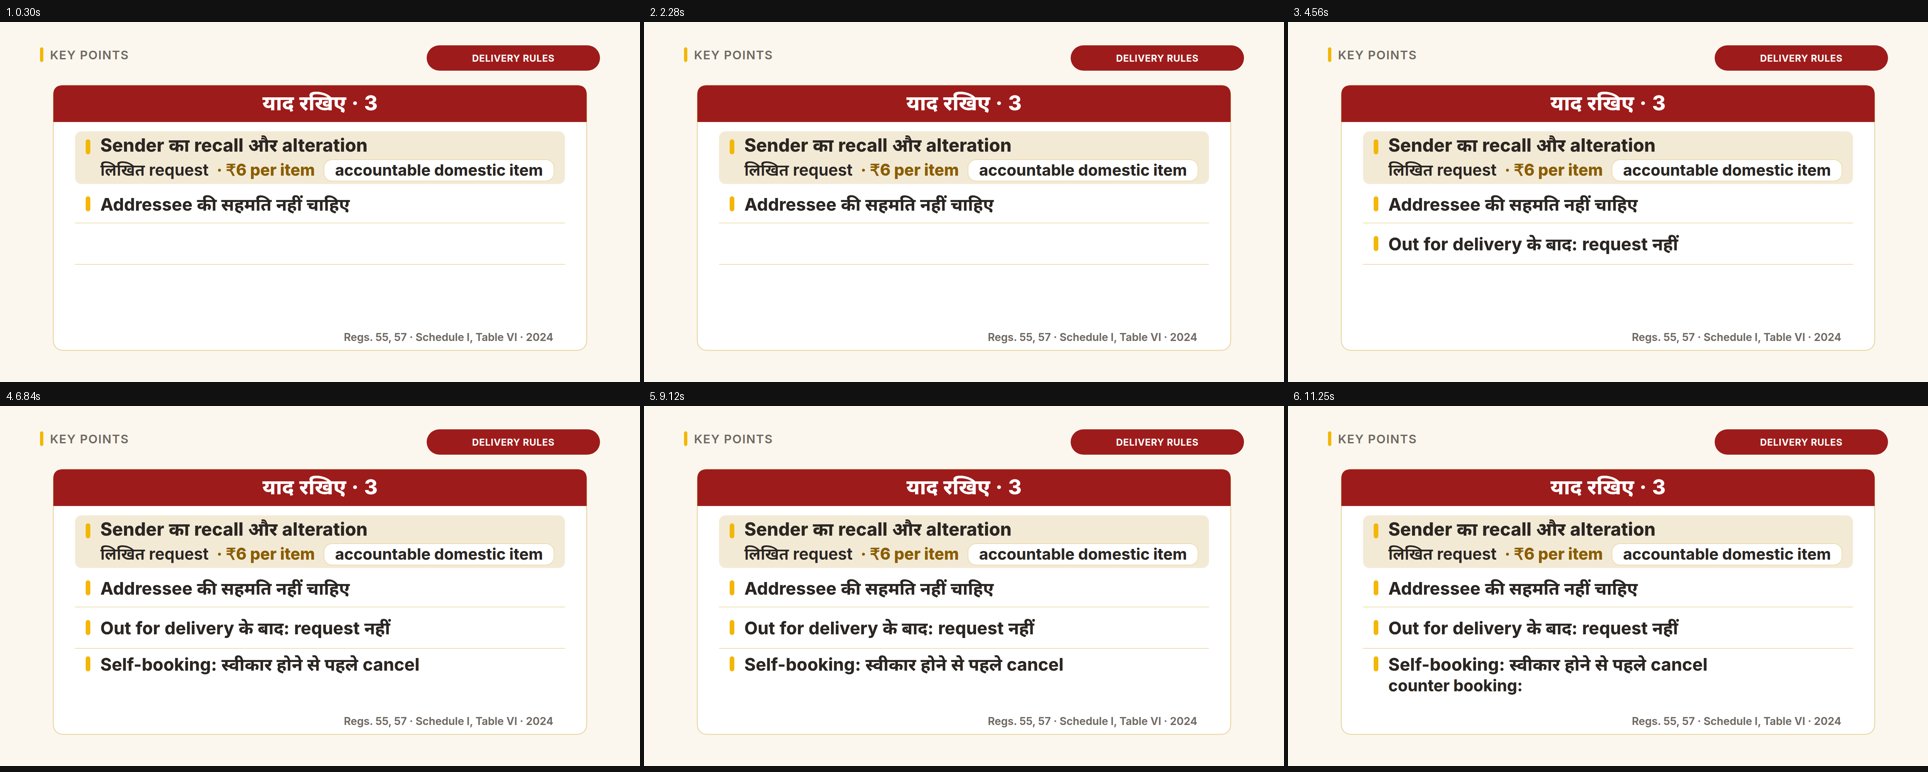 1. 0.30s
KEY POINTS
DELIVERY RULES
याद रखिए · 3
Sender का recall और alteration
लिखित request · ₹6 per item accountable domestic item
Addressee की सहमति नहीं चाहिए
Regs. 55, 57 · Schedule I, Table VI · 2024
2. 2.28s
KEY POINTS
DELIVERY RULES
याद रखिए · 3
Sender का recall और alteration
लिखित request · ₹6 per item accountable domestic item
Addressee की सहमति नहीं चाहिए
Regs. 55, 57 · Schedule I, Table VI · 2024
3. 4.56s
KEY POINTS
DELIVERY RULES
याद रखिए · 3
Sender का recall और alteration
लिखित request · ₹6 per item accountable domestic item
Addressee की सहमति नहीं चाहिए
Out for delivery के बाद: request नहीं
Regs. 55, 57 · Schedule I, Table VI · 2024
4. 6.84s
KEY POINTS
DELIVERY RULES
याद रखिए · 3
Sender का recall और alteration
लिखित request · ₹6 per item accountable domestic item
Addressee की सहमति नहीं चाहिए
Out for delivery के बाद: request नहीं
Self-booking: स्वीकार होने से पहले cancel
Regs. 55, 57 · Schedule I, Table VI · 2024
5. 9.12s
KEY POINTS
DELIVERY RULES
याद रखिए · 3
Sender का recall और alteration
लिखित request · ₹6 per item accountable domestic item
Addressee की सहमति नहीं चाहिए
Out for delivery के बाद: request नहीं
Self-booking: स्वीकार होने से पहले cancel
Regs. 55, 57 · Schedule I, Table VI · 2024
6. 11.25s
KEY POINTS
DELIVERY RULES
याद रखिए · 3
Sender का recall और alteration
लिखित request · ₹6 per item accountable domestic item
Addressee की सहमति नहीं चाहिए
Out for delivery के बाद: request नहीं
Self-booking: स्वीकार होने से पहले cancel
counter booking:
Regs. 55, 57 · Schedule I, Table VI · 2024